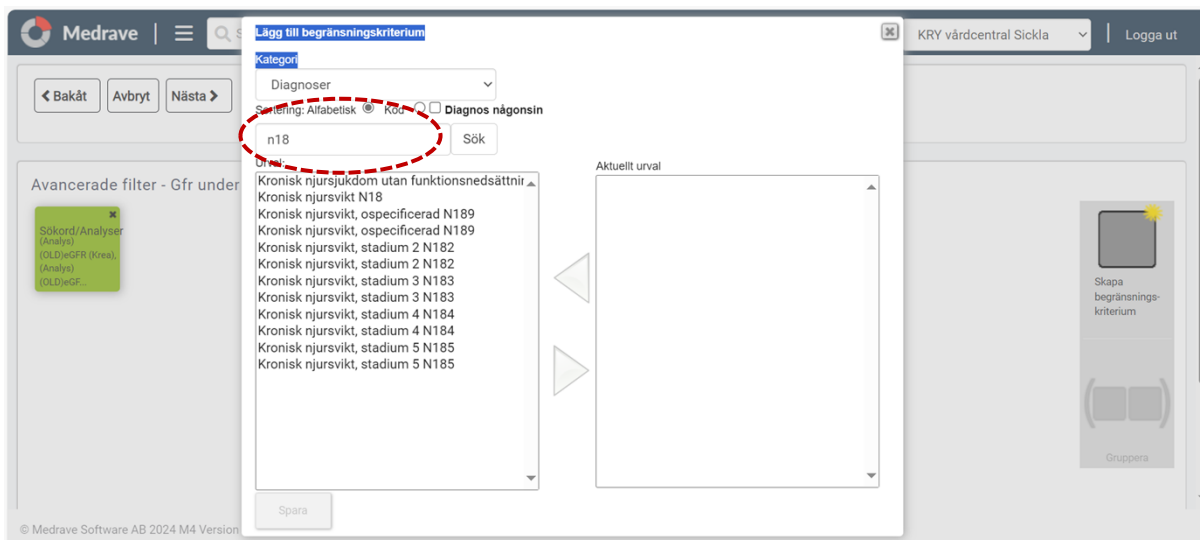 Medrave
S
KRY vårdcentral Sickla
Logga ut
Bakåt
Avbryt
Nästa
Avancerade filter - Gfr under
Sökord/Analyser
(Analys)
(OLD)eGFR (Krea),
(Analys)
(OLD)eGF...
Lägg till begränsningskriterium
Kategori
Diagnoser
Sortering: Alfabetisk Kod Diagnos någonsin
n18
Sök
Urval:
Kronisk njursjukdom utan funktionsnedsättnin
Kronisk njursvikt N18
Kronisk njursvikt, ospecificerad N189
Kronisk njursvikt, ospecificerad N189
Kronisk njursvikt, stadium 2 N182
Kronisk njursvikt, stadium 2 N182
Kronisk njursvikt, stadium 3 N183
Kronisk njursvikt, stadium 3 N183
Kronisk njursvikt, stadium 4 N184
Kronisk njursvikt, stadium 4 N184
Kronisk njursvikt, stadium 5 N185
Kronisk njursvikt, stadium 5 N185
Aktuellt urval
Spara
Skapa
begränsnings-
kriterium
Gruppera
© Medrave Software AB 2024 M4 Version